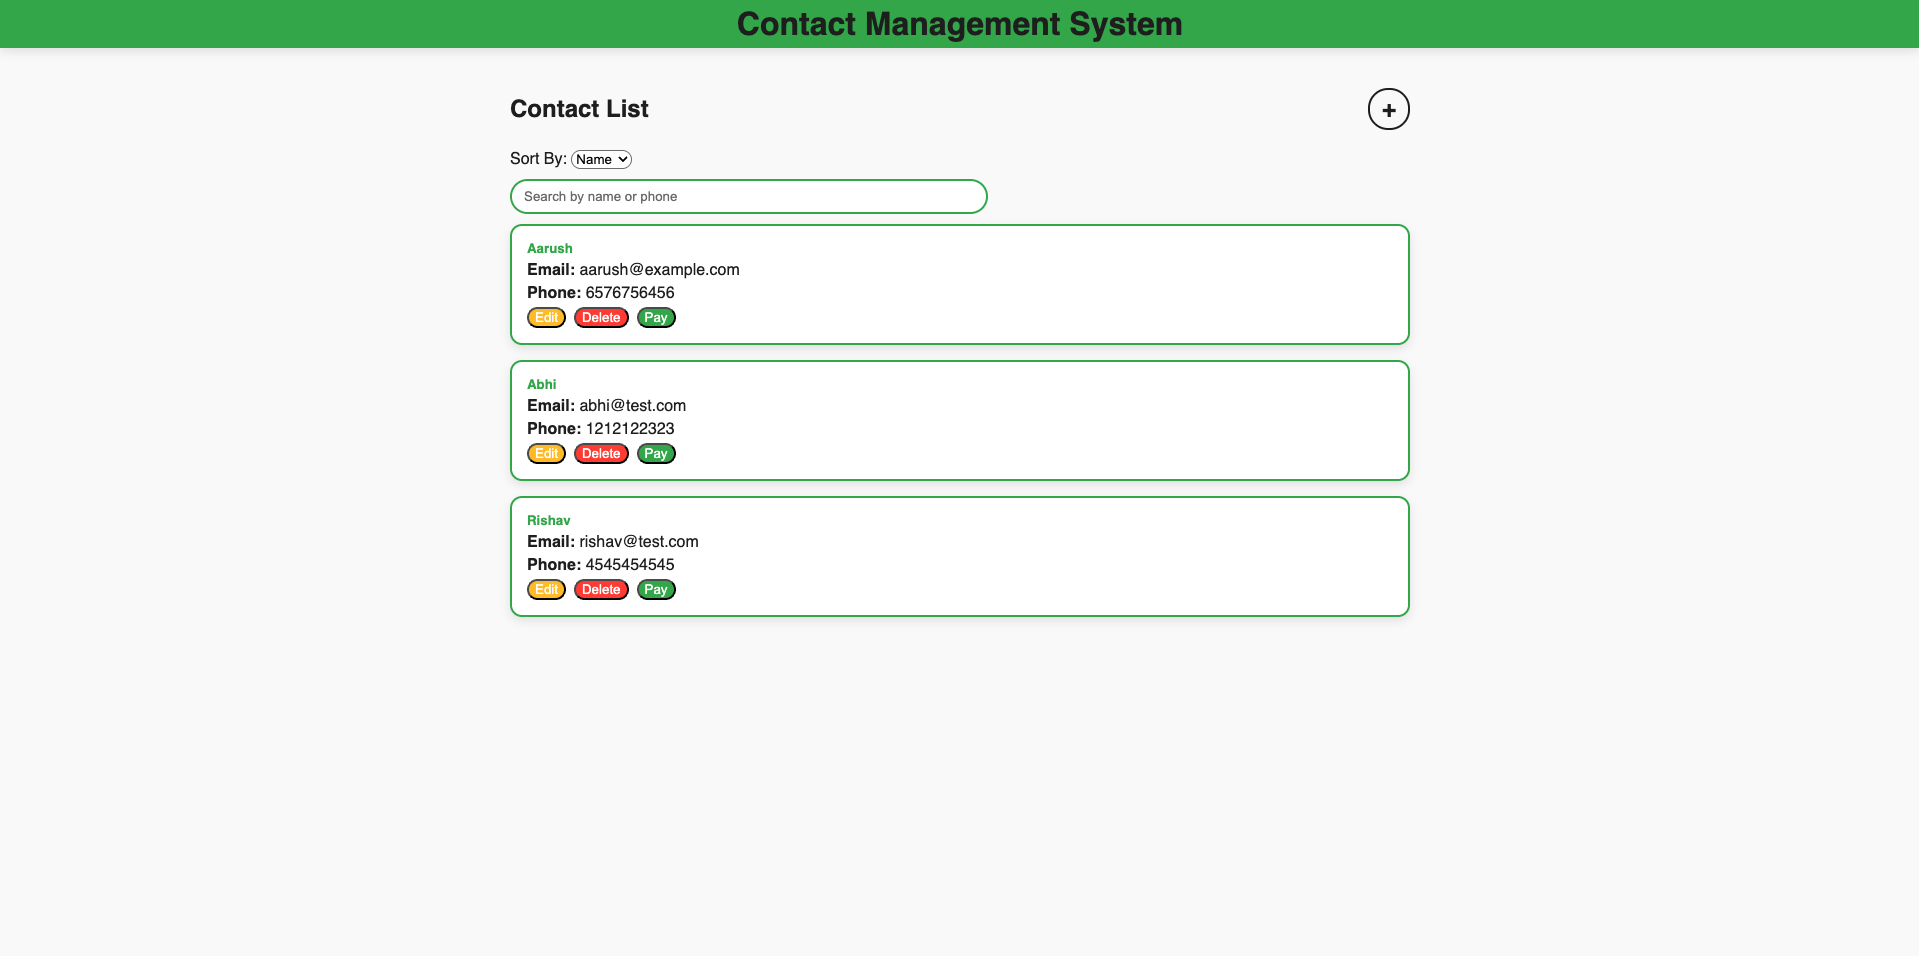 Contact Management System
Contact List
+
Sort By: Name
Search by name or phone
Aarush
Email: aarush@example.com
Phone: 6576756456
Edit Delete Pay
Abhi
Email: abhi@test.com
Phone: 1212122323
Edit Delete Pay
Rishav
Email: rishav@test.com
Phone: 4545454545
Edit Delete Pay